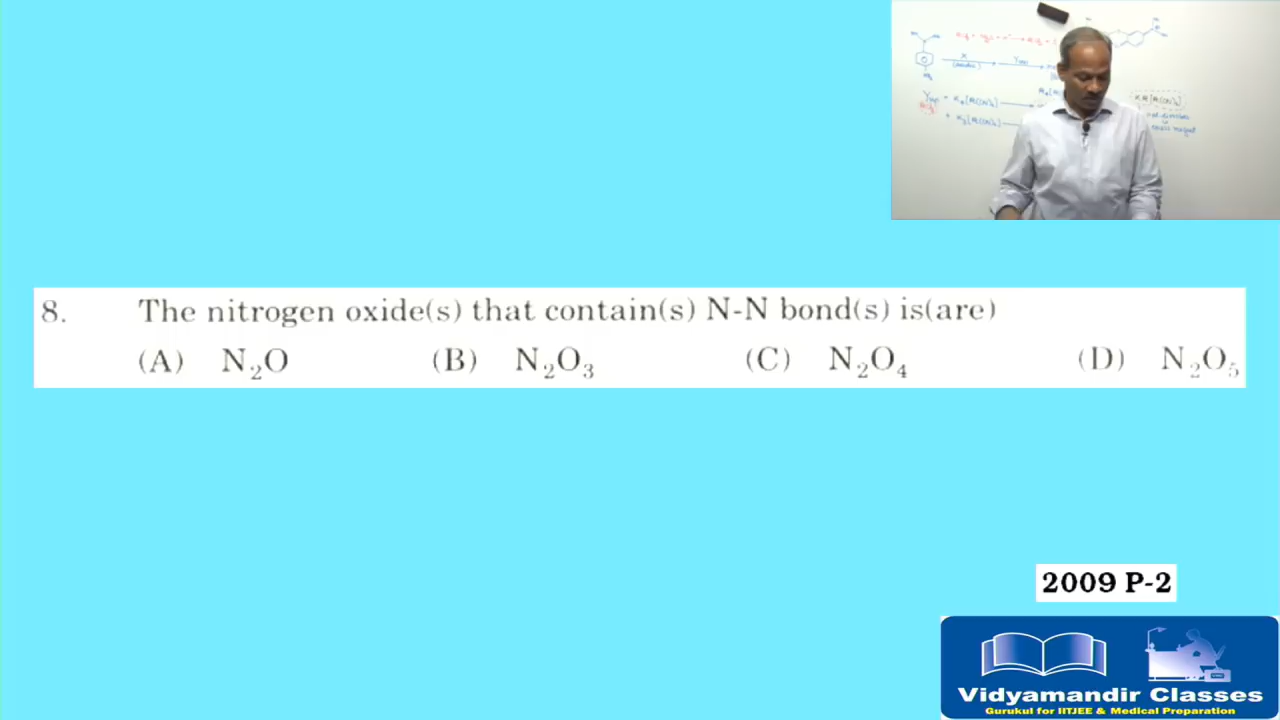 8. The nitrogen oxide(s) that contain(s) N-N bond(s) is(are)
(A) N₂O (B) N₂O₃ (C) N₂O₄ (D) N₂O₅
2009 P-2
Vidyamandir Classes
Gurukul for IITJEE & Medical Preparation